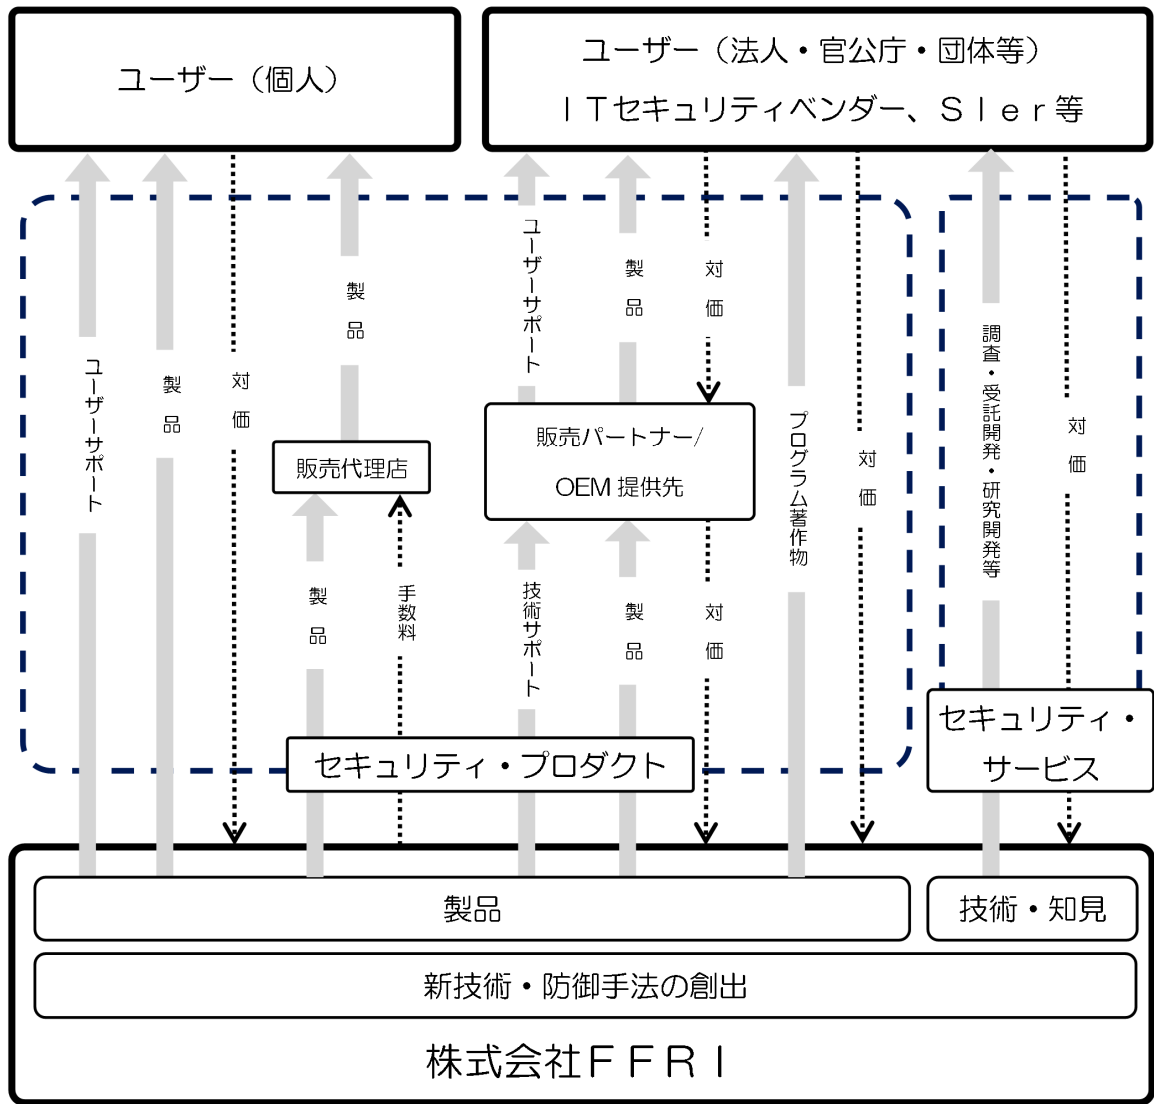 ユーザー（個人）
ユーザー（法人・官公庁・団体等）
ＩＴセキュリティベンダー、ＳＩｅｒ等
ユーザーサポート
製品
対価
製品
ユーザーサポート
製品
対価
プログラム著作物
対価
調査・受託開発・研究開発等
対価
販売代理店
販売パートナー/
OEM 提供先
製品
手数料
技術サポート
製品
対価
セキュリティ・プロダクト
セキュリティ・
サービス
製品
技術・知見
新技術・防御手法の創出
株式会社ＦＦＲＩ